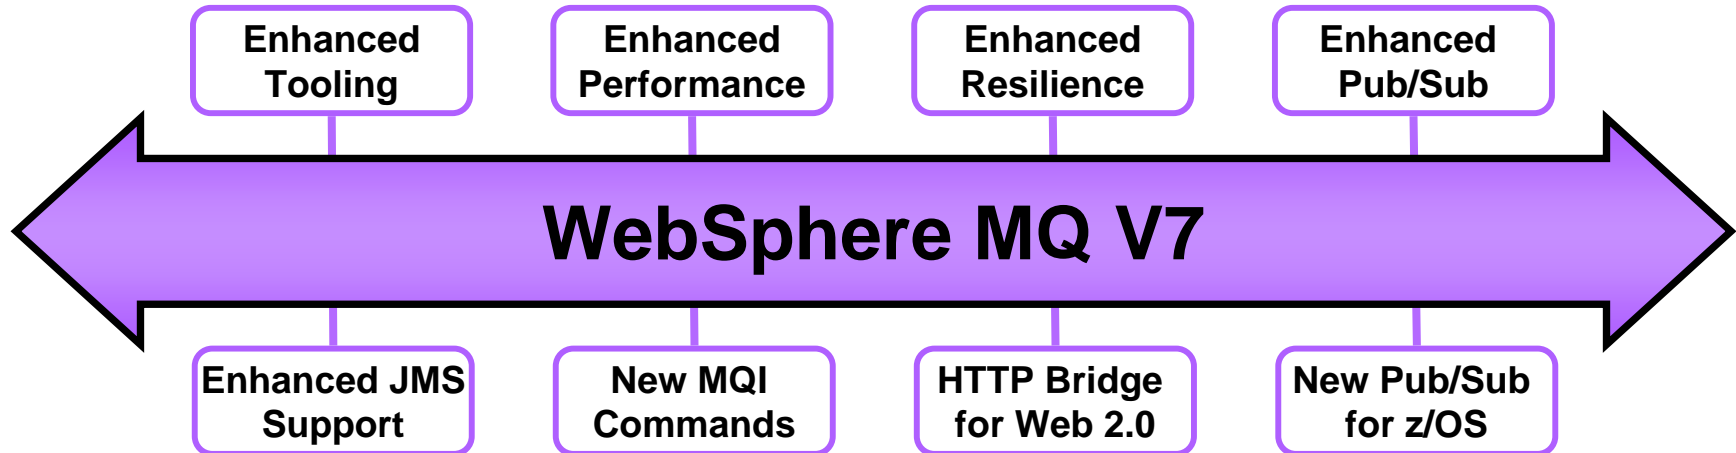 Enhanced
Tooling
Enhanced
Performance
Enhanced
Resilience
Enhanced
Pub/Sub
WebSphere MQ V7
Enhanced JMS
Support
New MQI
Commands
HTTP Bridge
for Web 2.0
New Pub/Sub
for z/OS